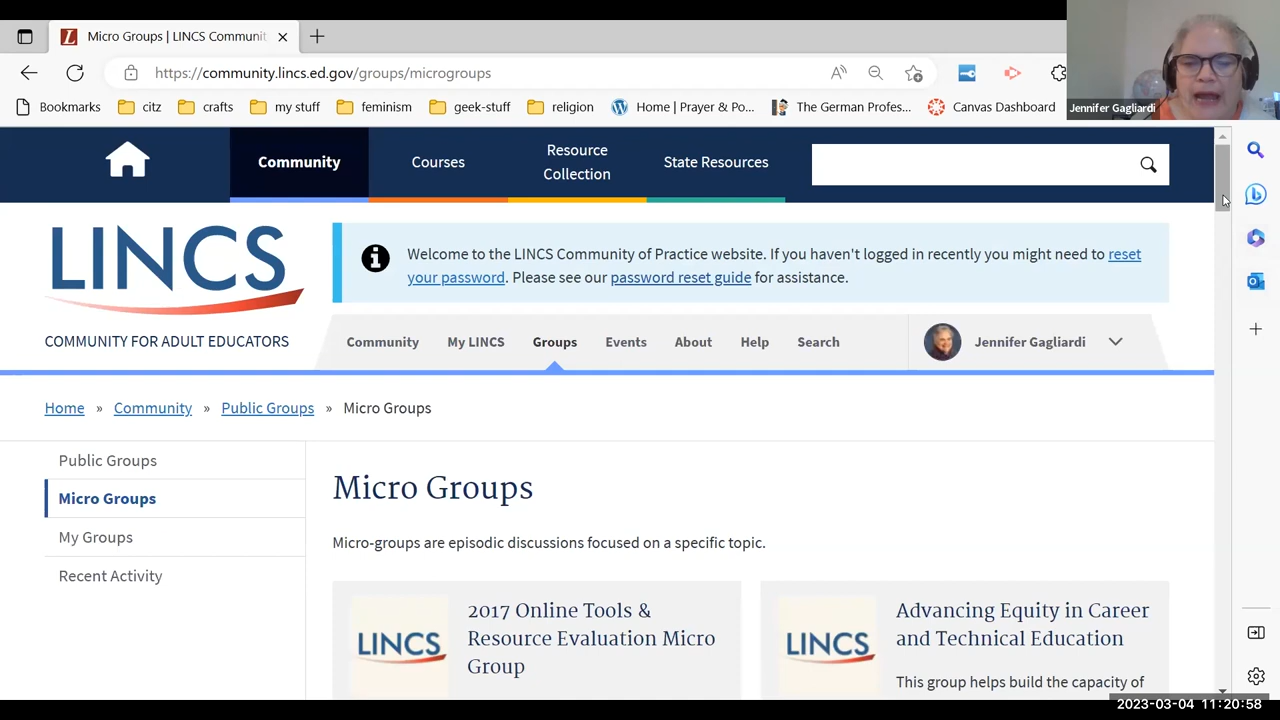 Micro Groups | LINCS Communit
https://community.lincs.ed.gov/groups/microgroups
Bookmarks citz crafts my stuff feminism geek-stuff religion Home | Prayer & Po... The German Profes... Canvas Dashboard
Jennifer Gagliardi
Community
Courses
Resource
Collection
State Resources
LINCS
COMMUNITY FOR ADULT EDUCATORS
Welcome to the LINCS Community of Practice website. If you haven't logged in recently you might need to reset
your password. Please see our password reset guide for assistance.
Community My LINCS Groups Events About Help Search Jennifer Gagliardi
Home » Community » Public Groups » Micro Groups
Public Groups
Micro Groups
My Groups
Recent Activity
Micro Groups
Micro-groups are episodic discussions focused on a specific topic.
LINCS
2017 Online Tools &
Resource Evaluation Micro
Group
LINCS
Advancing Equity in Career
and Technical Education
This group helps build the capacity of
2023-03-04 11:20:58